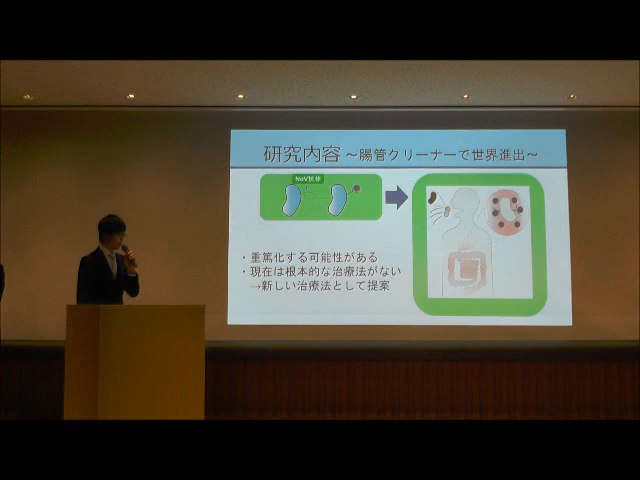 研究内容 ～腸管クリーナーで世界進出～
NoV抗体
・重篤化する可能性がある
・現在は根本的な治療法がない
→新しい治療法として提案